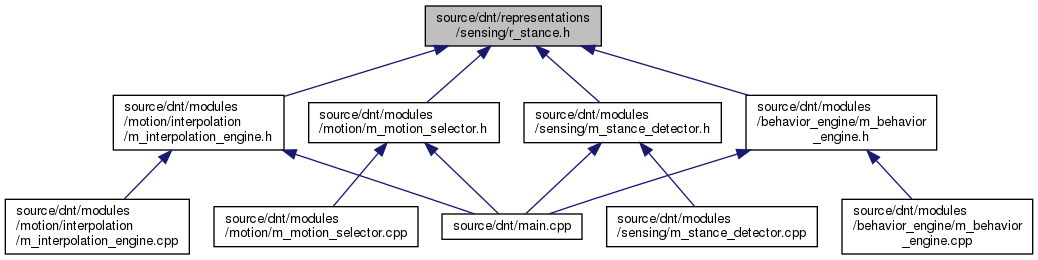 source/dnt/representations
/sensing/r_stance.h
source/dnt/modules
/motion/interpolation
/m_interpolation_engine.h
source/dnt/modules
/motion/m_motion_selector.h
source/dnt/modules
/sensing/m_stance_detector.h
source/dnt/modules
/behavior_engine/m_behavior
_engine.h
source/dnt/modules
/motion/interpolation
/m_interpolation_engine.cpp
source/dnt/modules
/motion/m_motion_selector.cpp
source/dnt/main.cpp
source/dnt/modules
/sensing/m_stance_detector.cpp
source/dnt/modules
/behavior_engine/m_behavior
_engine.cpp